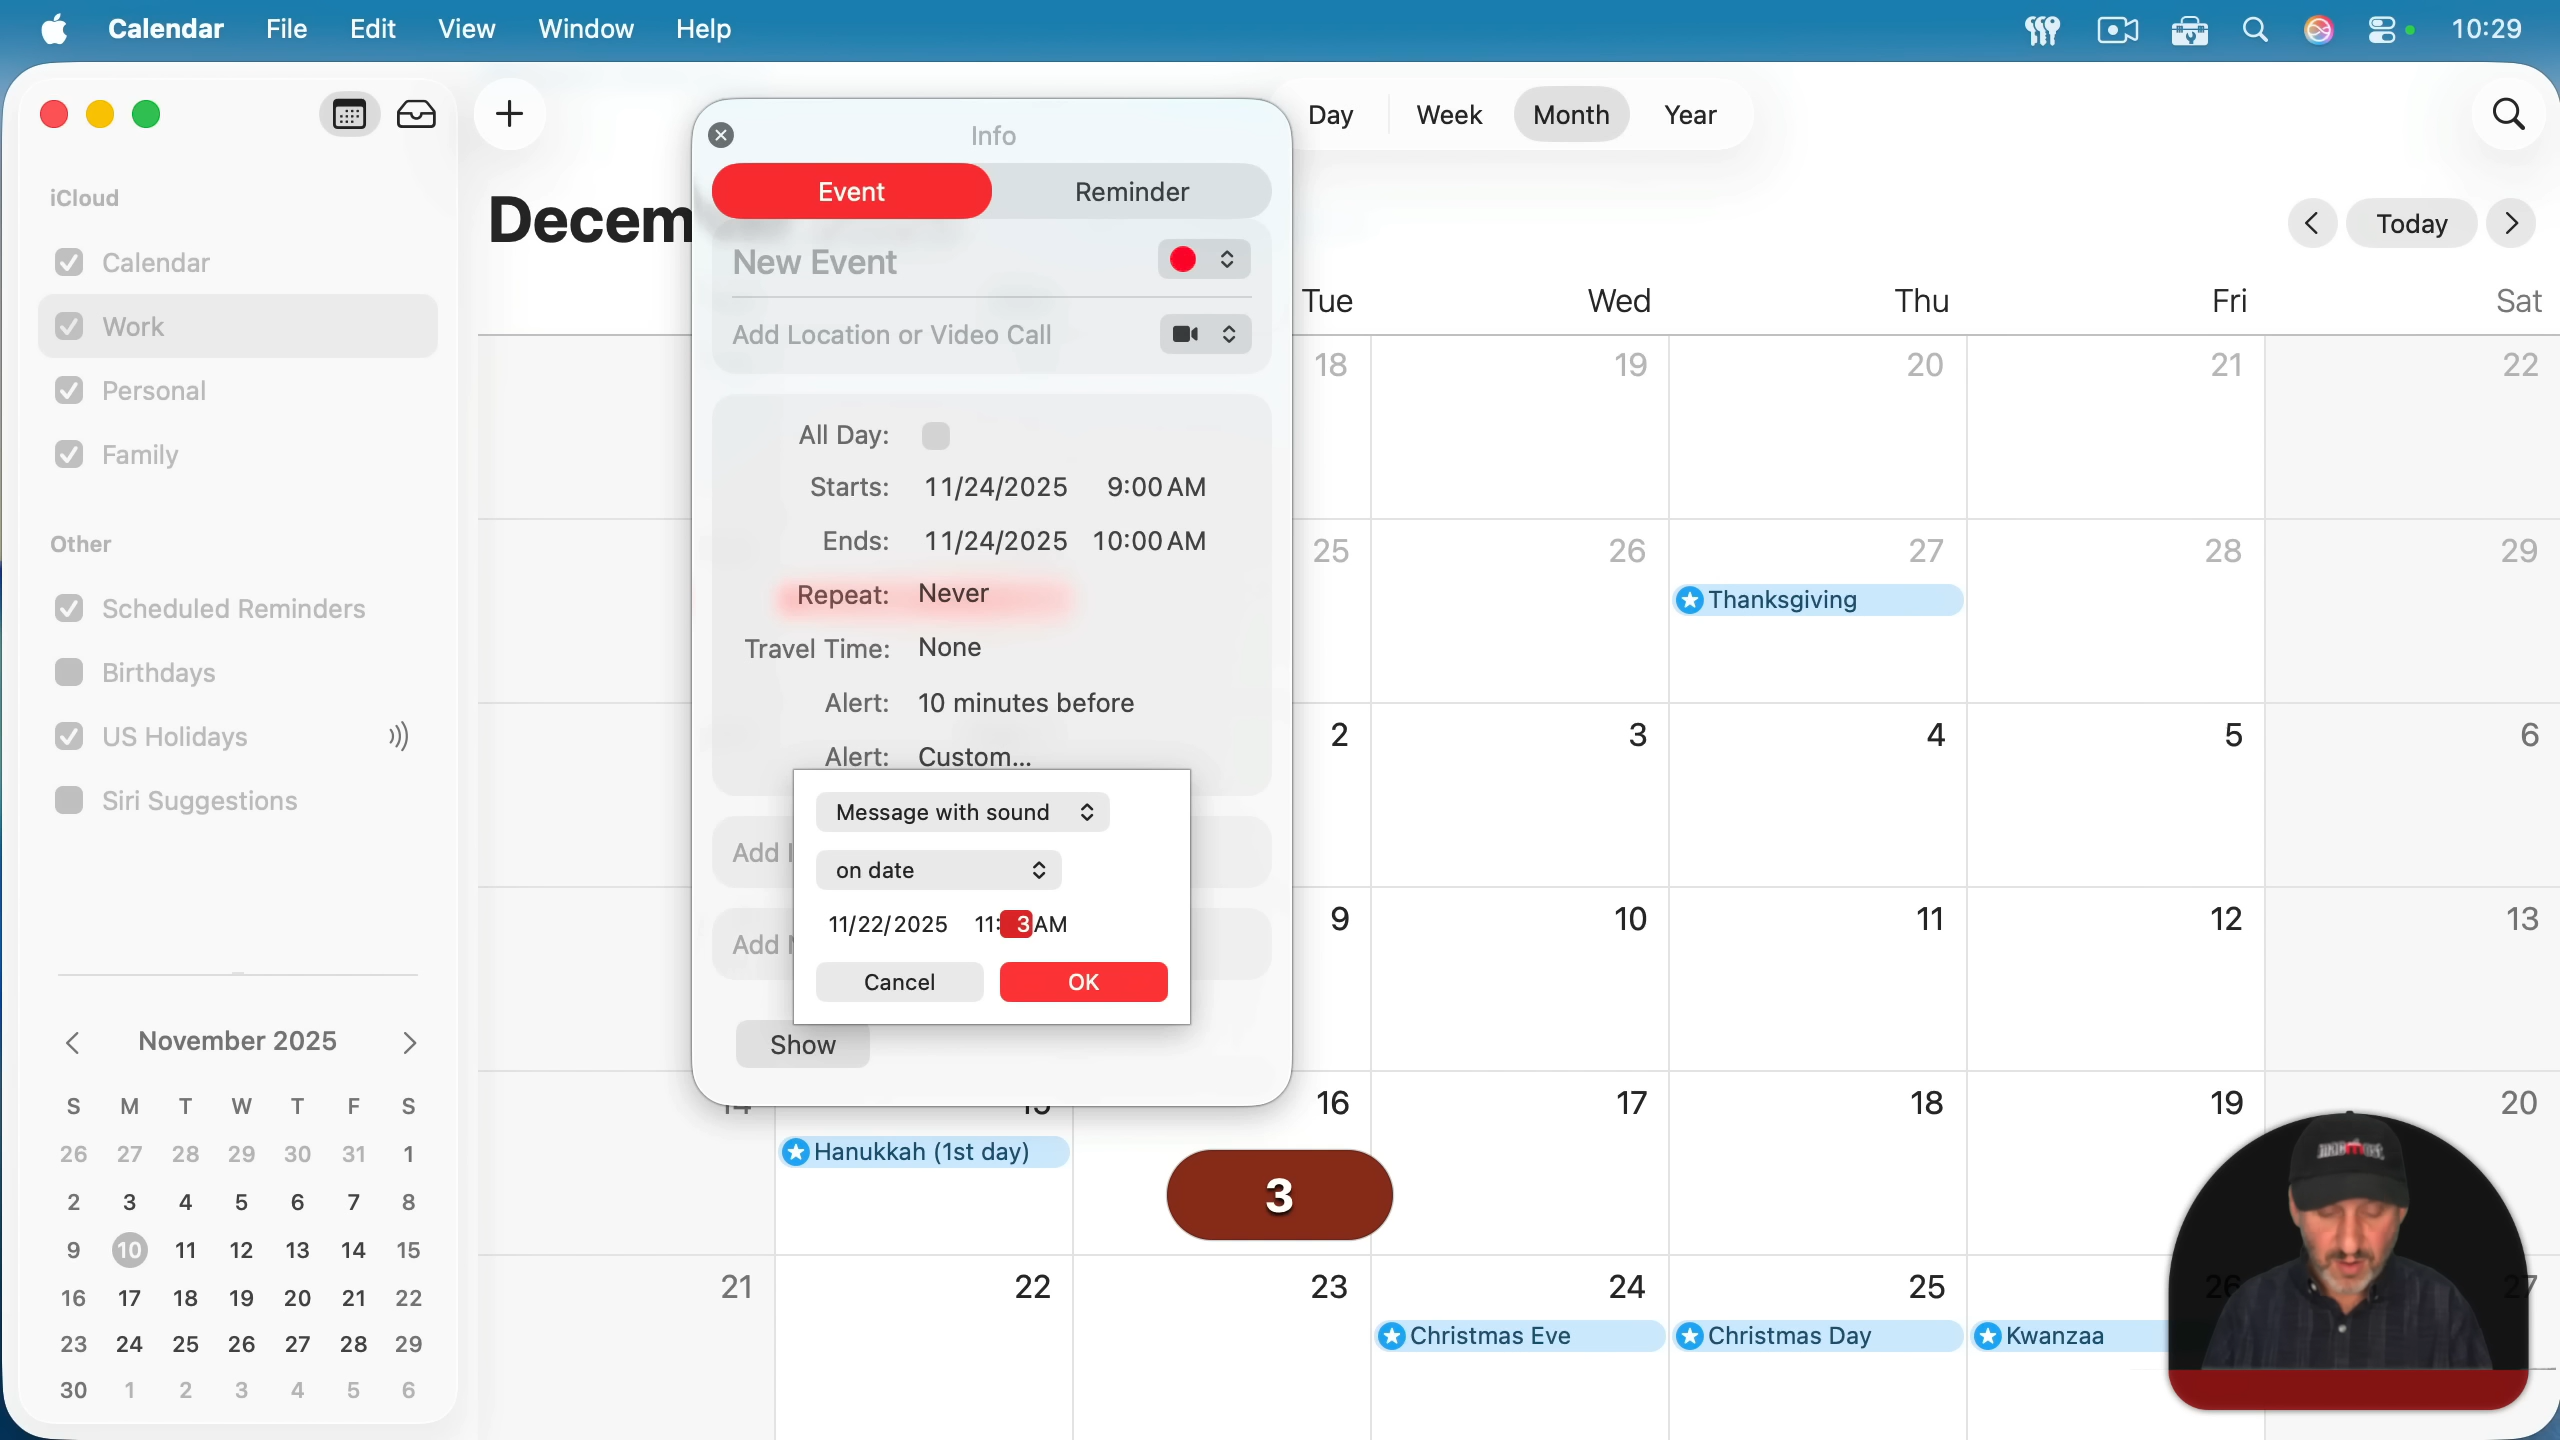 Calendar File Edit View Window Help 10:29
Day Week Month Year
iCloud
Calendar
Work
Personal
Family
Other
Scheduled Reminders
Birthdays
US Holidays
Siri Suggestions
November 2025
S M T W T F S
26 27 28 29 30 31 1
2 3 4 5 6 7 8
9 10 11 12 13 14 15
16 17 18 19 20 21 22
23 24 25 26 27 28 29
30 1 2 3 4 5 6
Info
Event Reminder
New Event
Add Location or Video Call
All Day:
Starts: 11/24/2025 9:00 AM
Ends: 11/24/2025 10:00 AM
Repeat: Never
Travel Time: None
Alert: 10 minutes before
Alert: Custom...
Message with sound
on date
11/22/2025 11: 3 AM
Cancel OK
Add
Add
Show
Decem
Today
Tue Wed Thu Fri Sat
18 19 20 21 22
25 26 27 28 29
Thanksgiving
2 3 4 5 6
9 10 11 12 13
14 15 16 17 18 19 20
Hanukkah (1st day)
3
21 22 23 24 25 26 27
Christmas Eve Christmas Day Kwanzaa